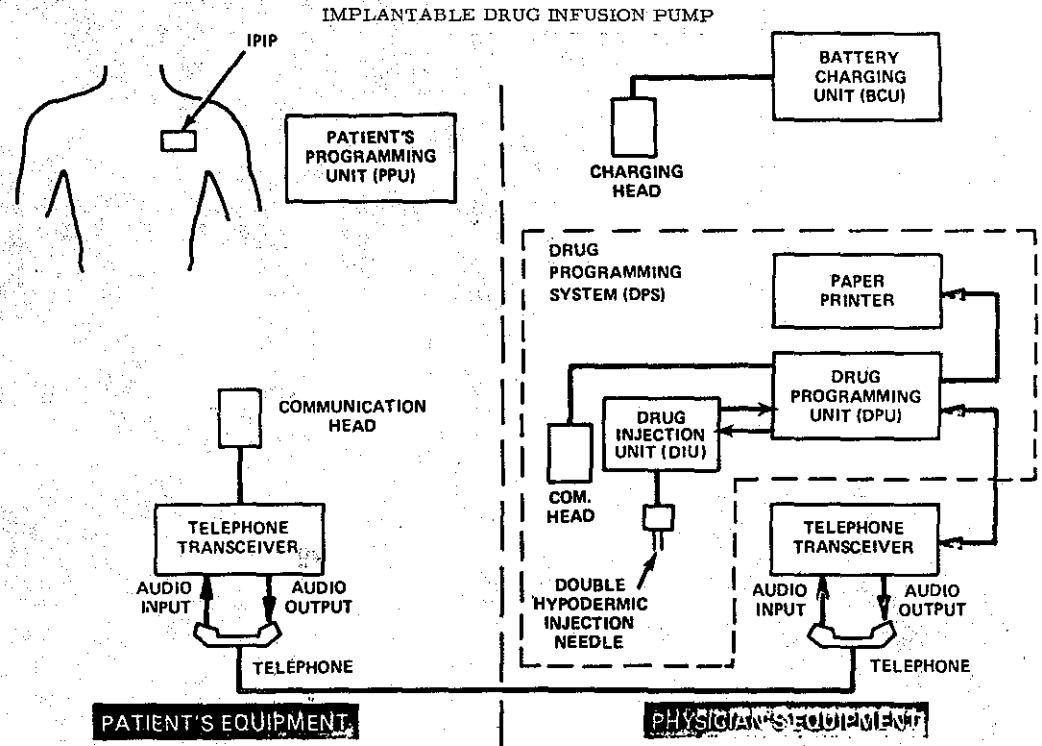 IMPLANTABLE DRUG INFUSION PUMP
IPIP
PATIENT'S
PROGRAMMING
UNIT (PPU)
BATTERY
CHARGING
UNIT (BCU)
CHARGING
HEAD
DRUG
PROGRAMMING
SYSTEM (DPS)
PAPER
PRINTER
DRUG
PROGRAMMING
UNIT (DPU)
DRUG
INJECTION
UNIT (DIU)
COM.
HEAD
DOUBLE
HYPODERMIC
INJECTION
NEEDLE
TELEPHONE
TRANSCEIVER
AUDIO
INPUT
AUDIO
OUTPUT
TELEPHONE
COMMUNICATION
HEAD
TELEPHONE
TRANSCEIVER
AUDIO
INPUT
AUDIO
OUTPUT
TELEPHONE
PATIENT'S EQUIPMENT
PHYSICIAN'S EQUIPMENT